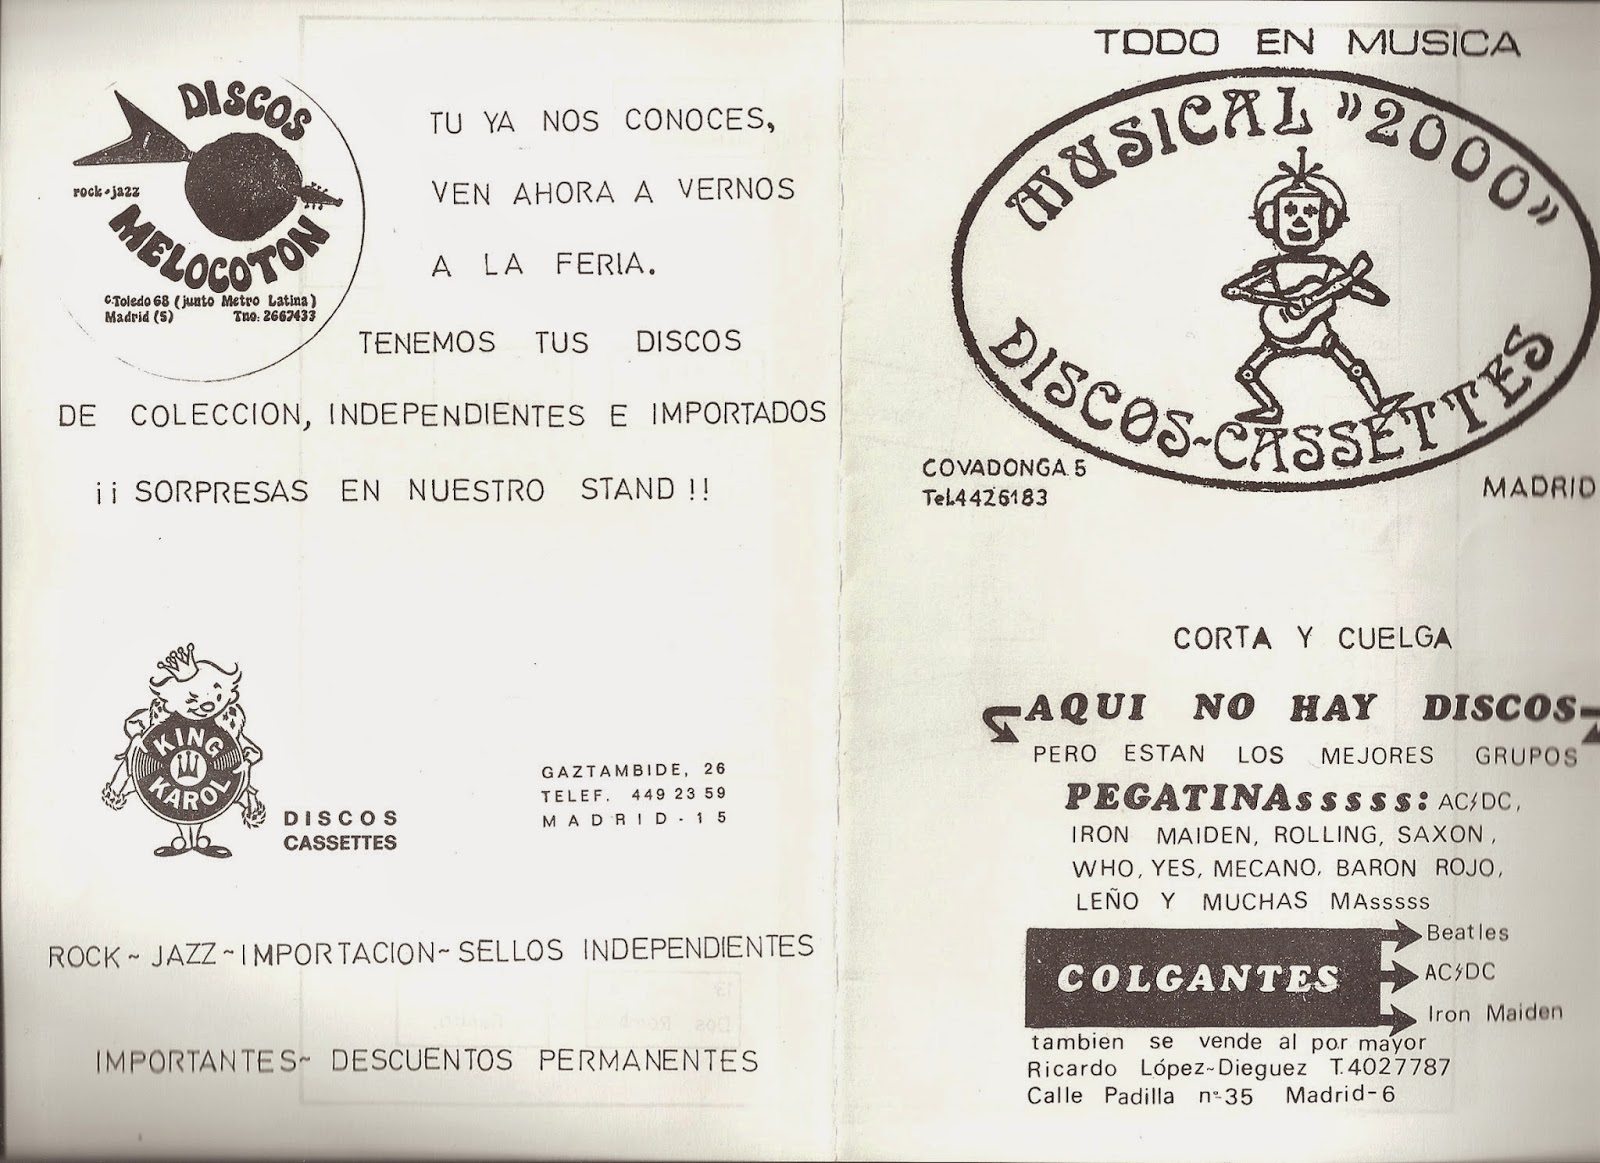 DISCOS
rock-jazz
MELOCOTON
C.Toledo 68 (junto Metro Latina)
Madrid (5) Tno: 2667433
TU YA NOS CONOCES,
VEN AHORA A VERNOS
A LA FERIA.
TENEMOS TUS DISCOS
DE COLECCION, INDEPENDIENTES E IMPORTADOS
¡¡ SORPRESAS EN NUESTRO STAND !!
KING
KAROL
DISCOS
CASSETTES
GAZTAMBIDE, 26
TELEF. 449 23 59
MADRID-15
ROCK~JAZZ~IMPORTACION~SELLOS INDEPENDIENTES
IMPORTANTES~ DESCUENTOS PERMANENTES
TODO EN MUSICA
MUSICAL »2000»
DISCOS~CASSETTES
COVADONGA.5
Tel.4426183
MADRID
CORTA Y CUELGA
AQUI NO HAY DISCOS
PERO ESTAN LOS MEJORES GRUPOS
PEGATINAsssss: AC⚡DC,
IRON MAIDEN, ROLLING, SAXON,
WHO, YES, MECANO, BARON ROJO,
LEÑO Y MUCHAS MAsssss
COLGANTES
Beatles
AC⚡DC
Iron Maiden
tambien se vende al por mayor
Ricardo López-Dieguez T.4027787
Calle Padilla nº35 Madrid-6